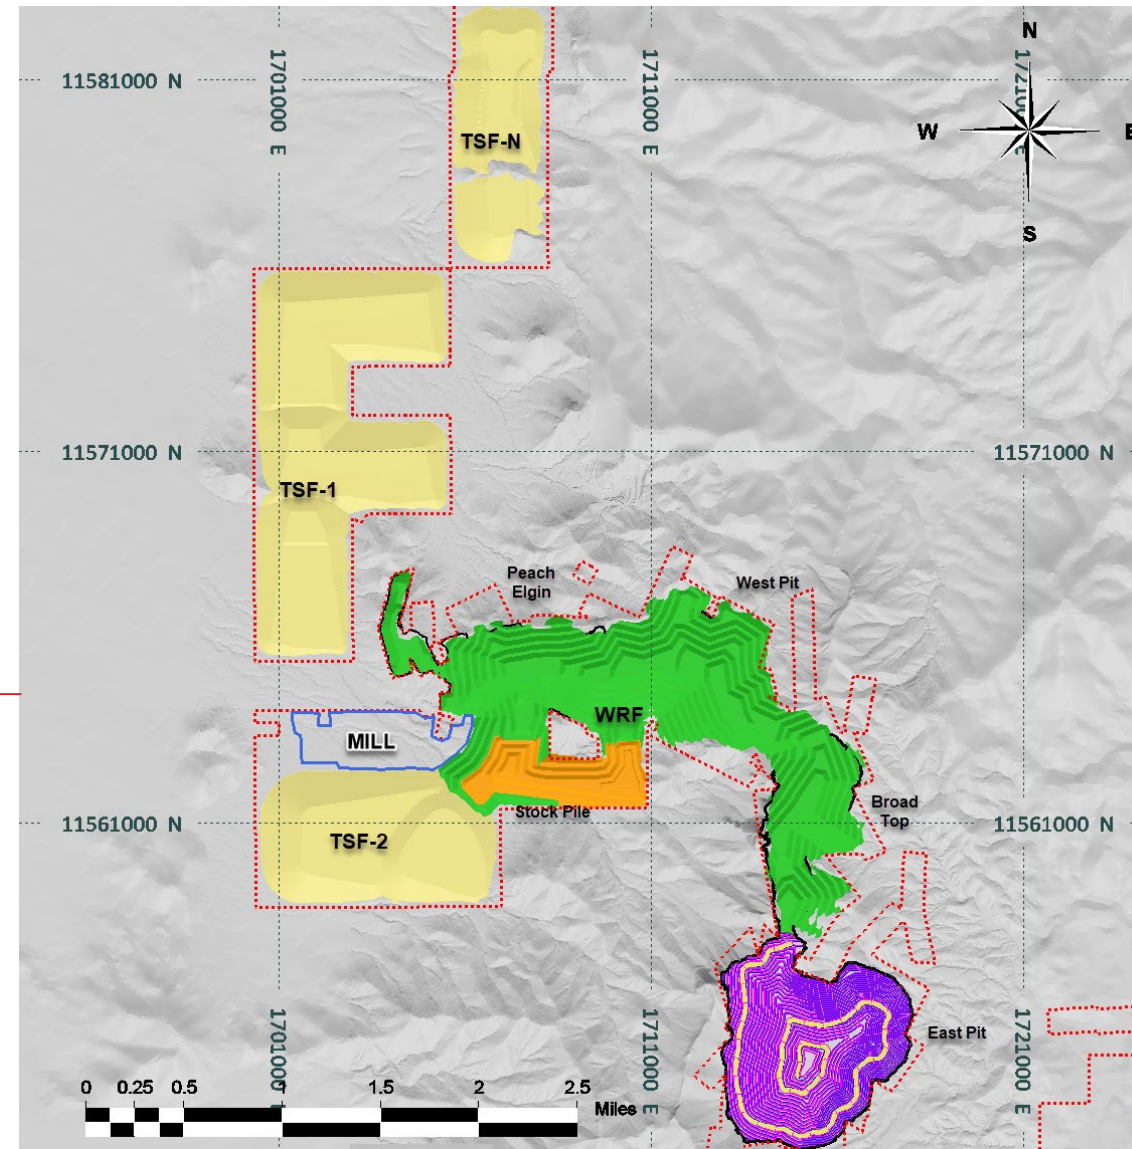 N
1701000 E
1711000 E
1721000 E
11581000 N
W
E
TSF-N
S
11571000 N
11571000 N
TSF-1
Peach
Elgin
West Pit
WRF
MILL
Stock Pile
Broad
Top
11561000 N
11561000 N
TSF-2
East Pit
1701000 E
1711000 E
1721000 E
0 0.25 0.5 1 1.5 2 2.5
Miles